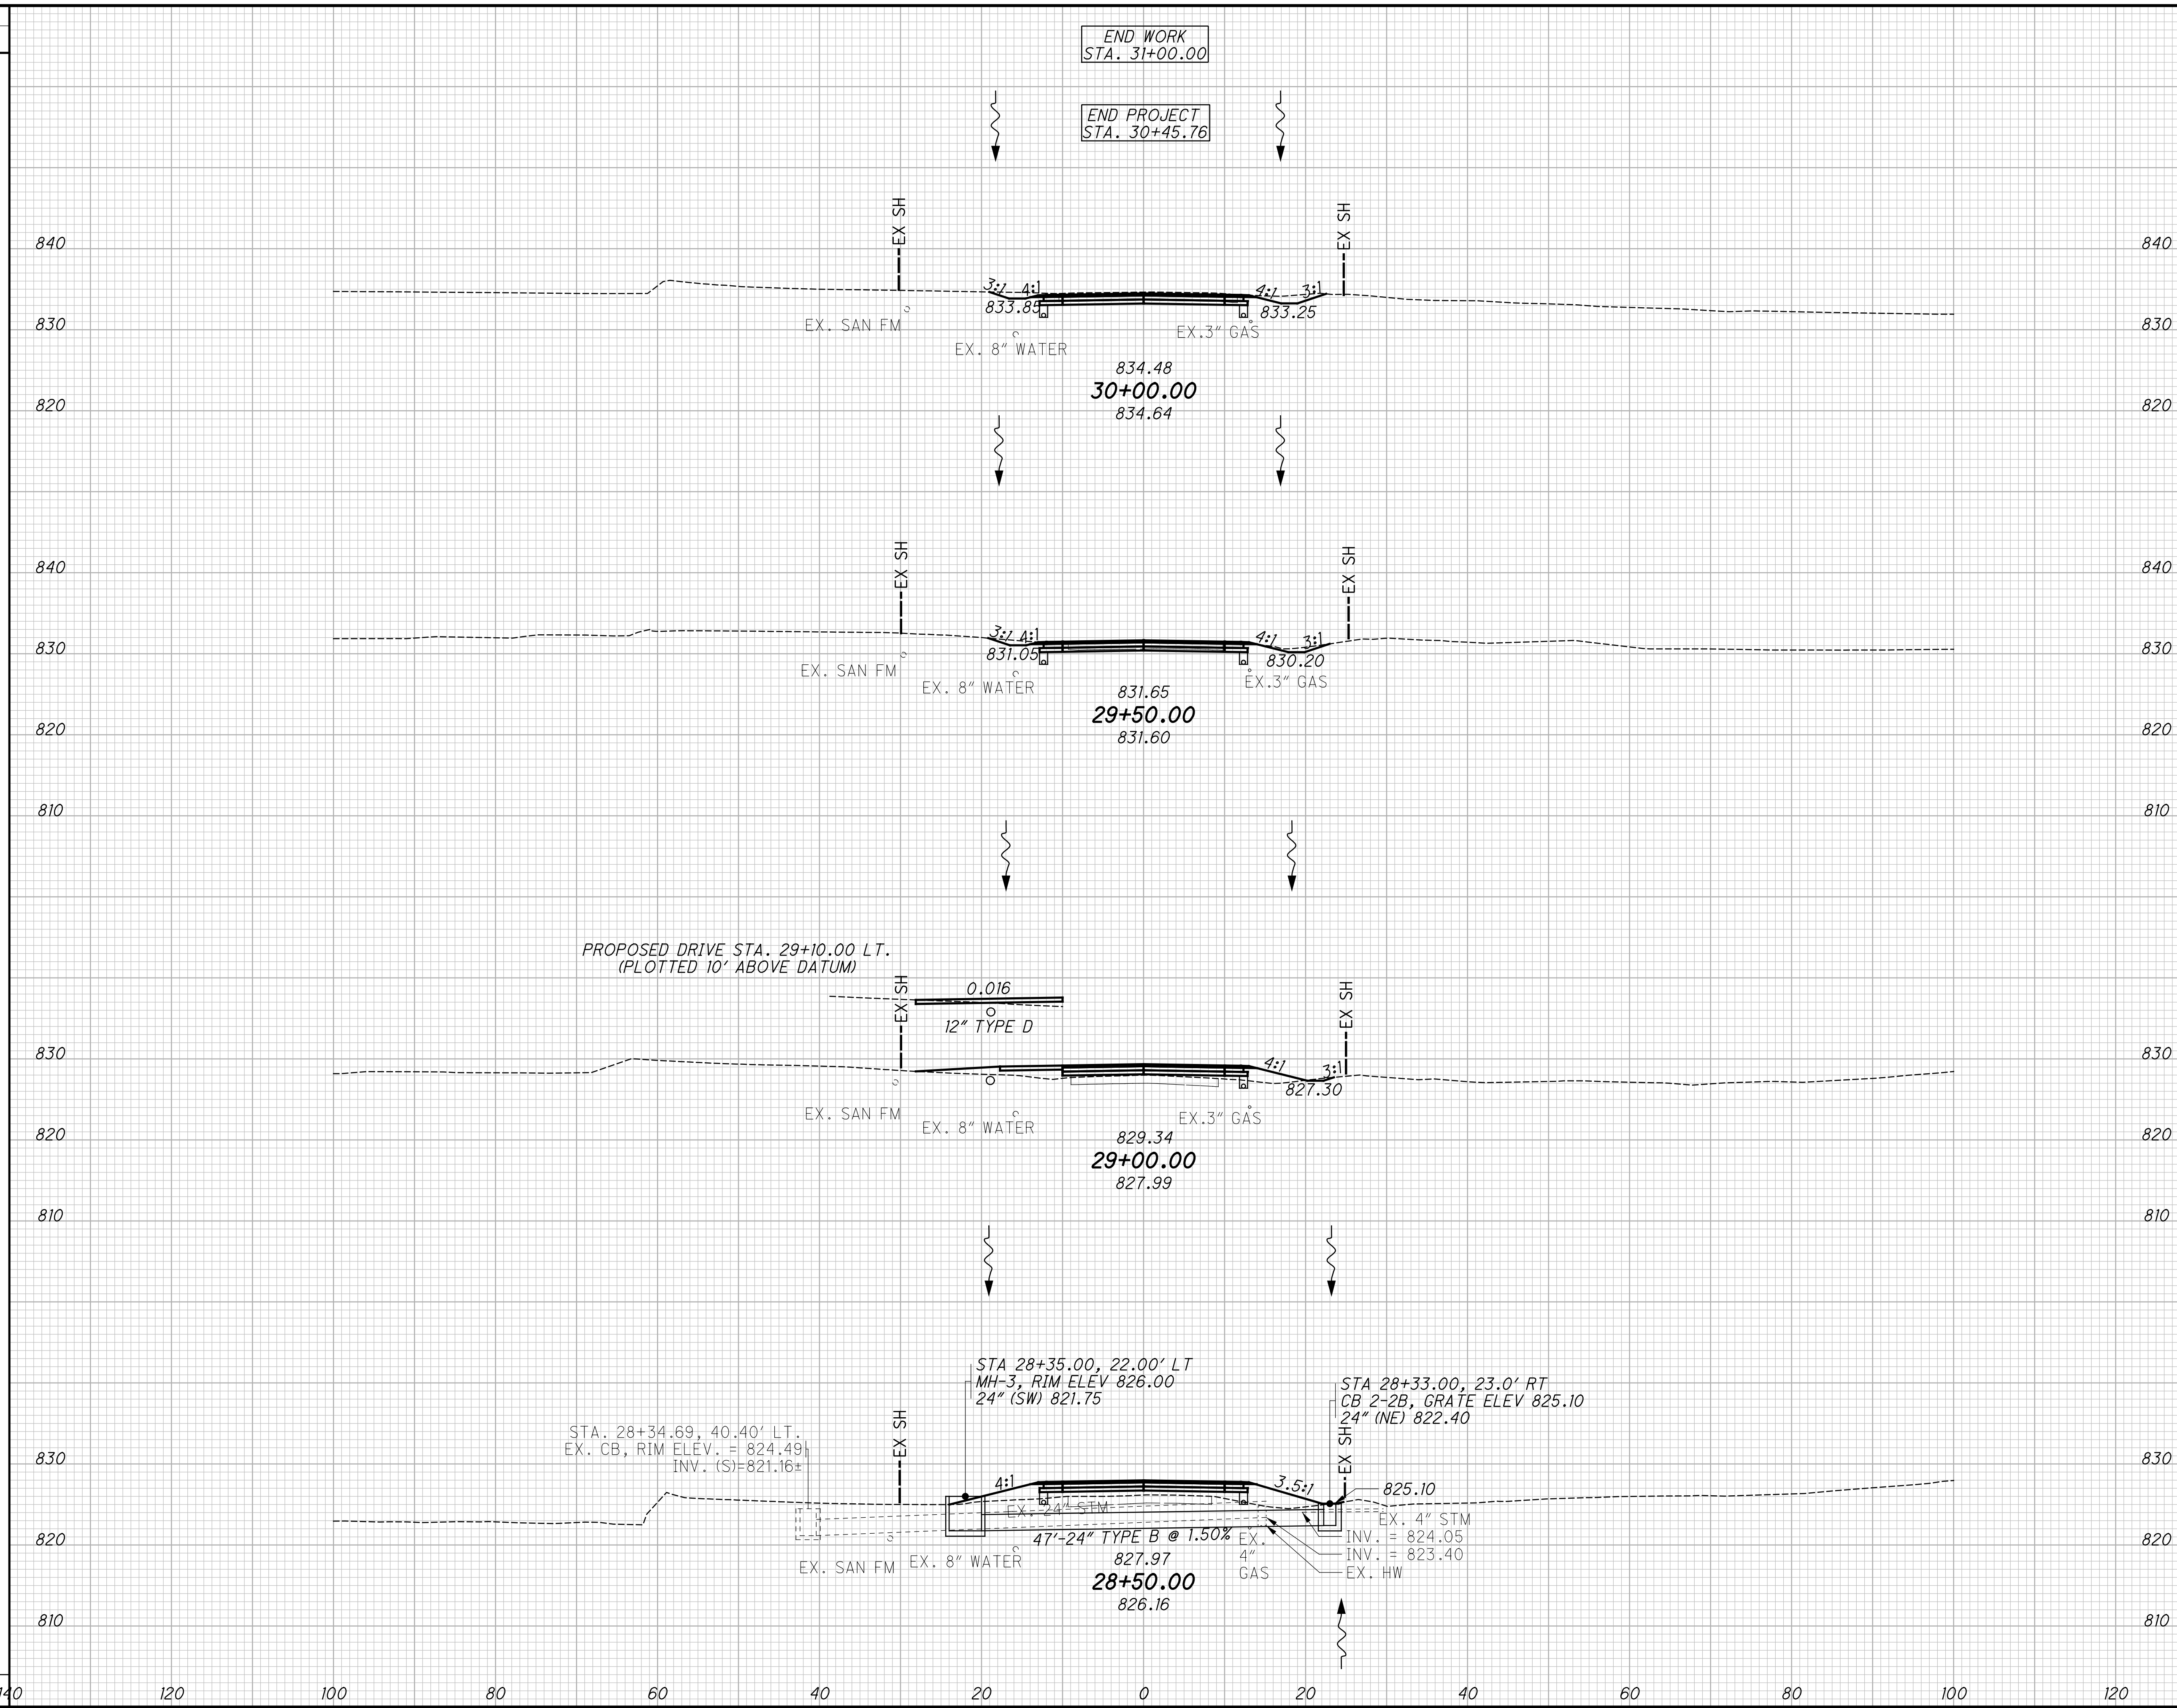 END WORK
STA. 31+00.00
END PROJECT
STA. 30+45.76
EX SH
EX SH
840
840
3:1
4:1
4:1
3:1
833.85
833.25
830
EX. SAN FM
EX. 8" WATER
EX.3" GAS
830
834.48
30+00.00
834.64
820
820
EX SH
EX SH
840
840
3:1
4:1
4:1
3:1
831.05
830.20
830
830
EX. SAN FM
EX. 8" WATER
EX.3" GAS
831.65
29+50.00
831.60
820
820
810
810
PROPOSED DRIVE STA. 29+10.00 LT.
(PLOTTED 10' ABOVE DATUM)
EX SH
0.016
12" TYPE D
EX SH
830
830
4:1
3:1
827.30
EX. SAN FM
EX. 8" WATER
EX.3" GAS
829.34
29+00.00
827.99
820
820
810
810
STA 28+35.00, 22.00' LT
MH-3, RIM ELEV 826.00
24" (SW) 821.75
STA 28+33.00, 23.0' RT
CB 2-2B, GRATE ELEV 825.10
24" (NE) 822.40
STA. 28+34.69, 40.40' LT.
EX. CB, RIM ELEV. = 824.49
INV. (S)=821.16±
EX SH
EX SH
830
830
4:1
3.5:1
825.10
EX. 24" STM
EX. 4" STM
47'-24" TYPE B @ 1.50%
INV. = 824.05
INV. = 823.40
EX. HW
EX.
4"
GAS
820
820
EX. SAN FM
EX. 8" WATER
827.97
28+50.00
826.16
810
810
140
120
100
80
60
40
20
0
20
40
60
80
100
120